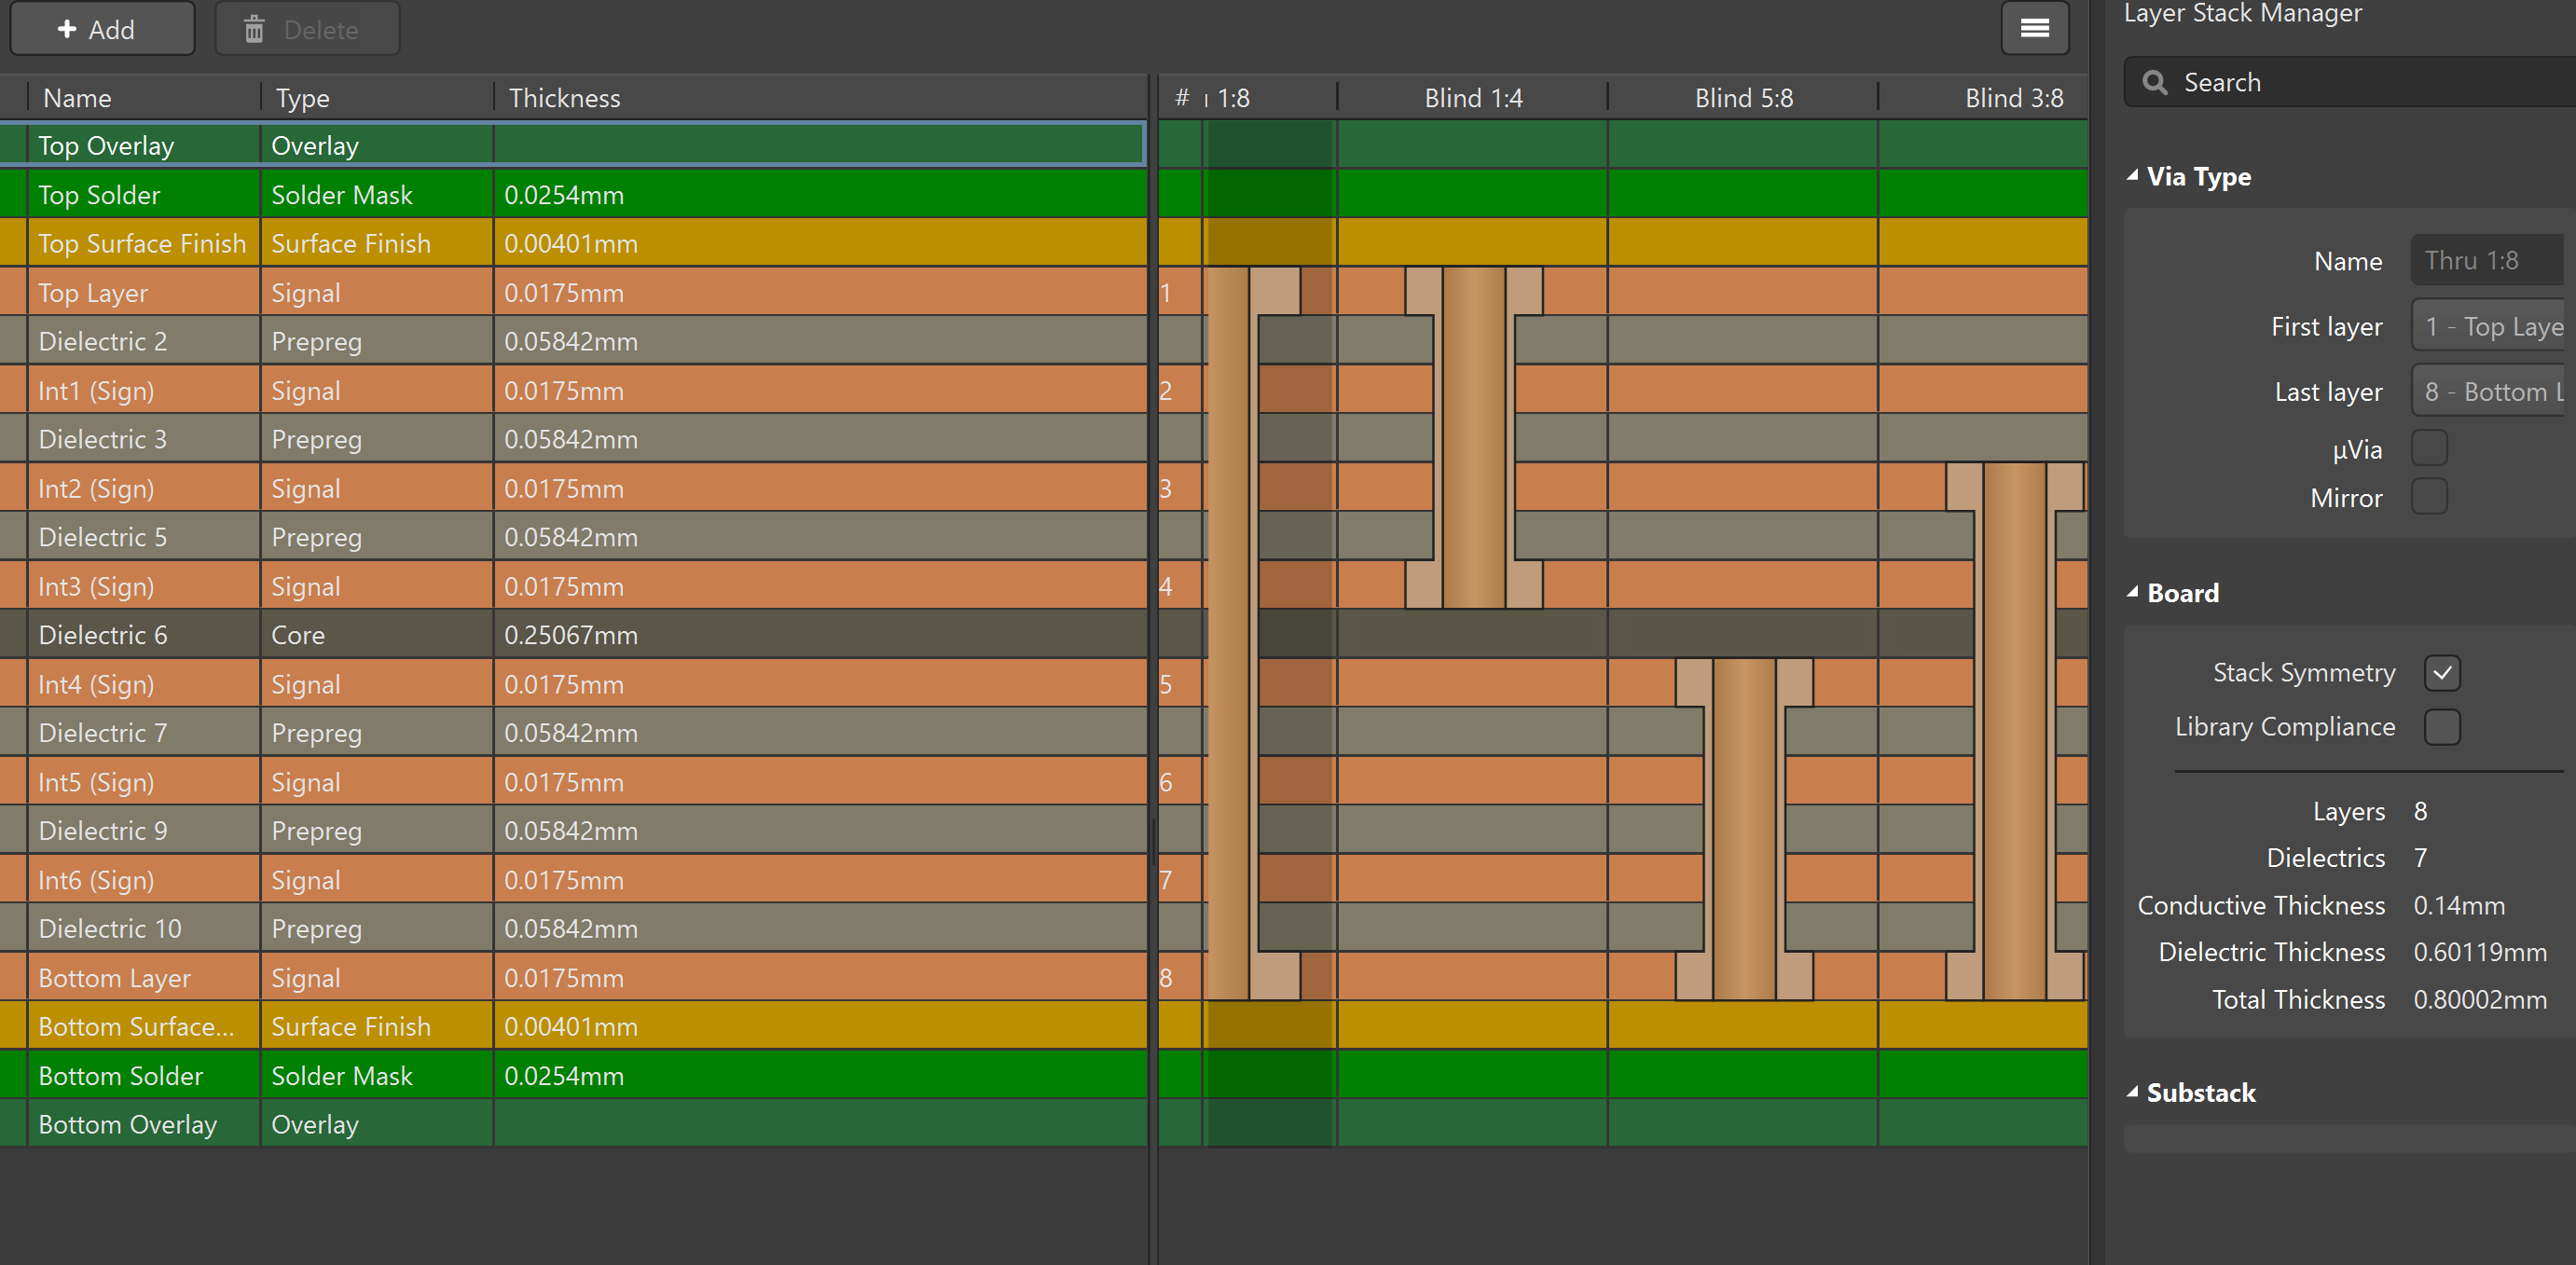 Add
Delete
Layer Stack Manager
Search
Name Type Thickness # 1:8 Blind 1:4 Blind 5:8 Blind 3:8
Top Overlay Overlay
Top Solder Solder Mask 0.0254mm
Top Surface Finish Surface Finish 0.00401mm
Top Layer Signal 0.0175mm 1
Dielectric 2 Prepreg 0.05842mm
Int1 (Sign) Signal 0.0175mm 2
Dielectric 3 Prepreg 0.05842mm
Int2 (Sign) Signal 0.0175mm 3
Dielectric 5 Prepreg 0.05842mm
Int3 (Sign) Signal 0.0175mm 4
Dielectric 6 Core 0.25067mm
Int4 (Sign) Signal 0.0175mm 5
Dielectric 7 Prepreg 0.05842mm
Int5 (Sign) Signal 0.0175mm 6
Dielectric 9 Prepreg 0.05842mm
Int6 (Sign) Signal 0.0175mm 7
Dielectric 10 Prepreg 0.05842mm
Bottom Layer Signal 0.0175mm 8
Bottom Surface... Surface Finish 0.00401mm
Bottom Solder Solder Mask 0.0254mm
Bottom Overlay Overlay
Via Type
Name Thru 1:8
First layer 1 - Top Laye
Last layer 8 - Bottom L
µVia
Mirror
Board
Stack Symmetry
Library Compliance
Layers 8
Dielectrics 7
Conductive Thickness 0.14mm
Dielectric Thickness 0.60119mm
Total Thickness 0.80002mm
Substack